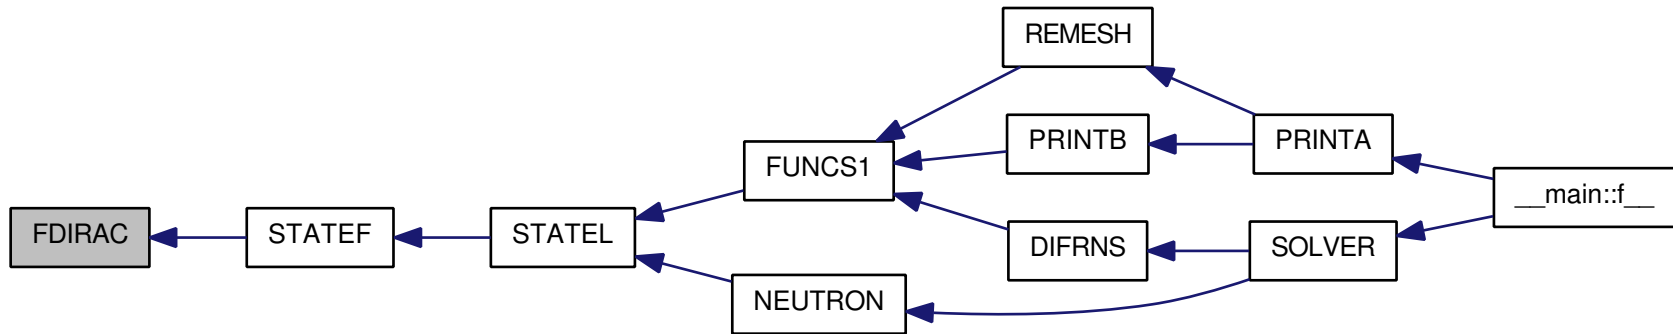 REMESH
PRINTB
PRINTA
FUNCS1
__main::f__
FDIRAC
STATEF
STATEL
DIFRNS
SOLVER
NEUTRON